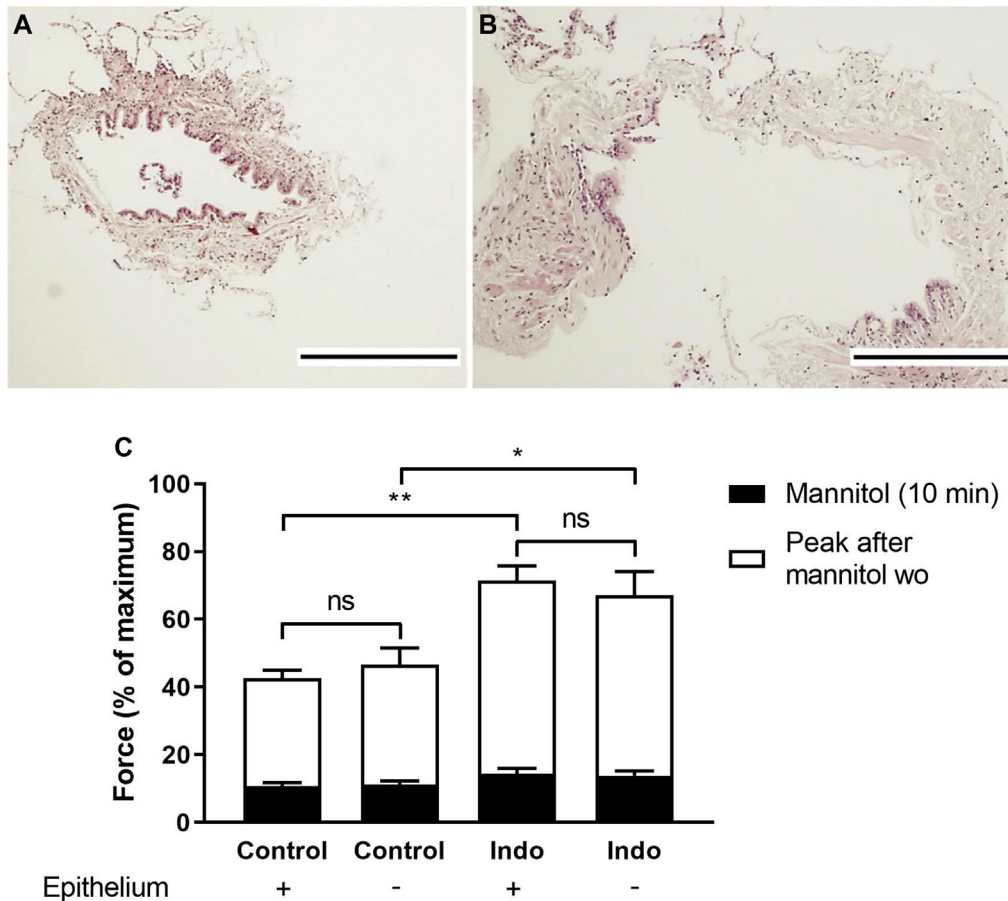 A
B
C
*
**
ns
ns
100
80
60
40
20
0
Force (% of maximum)
Mannitol (10 min)
Peak after
mannitol wo
Control Control Indo Indo
Epithelium + - + -